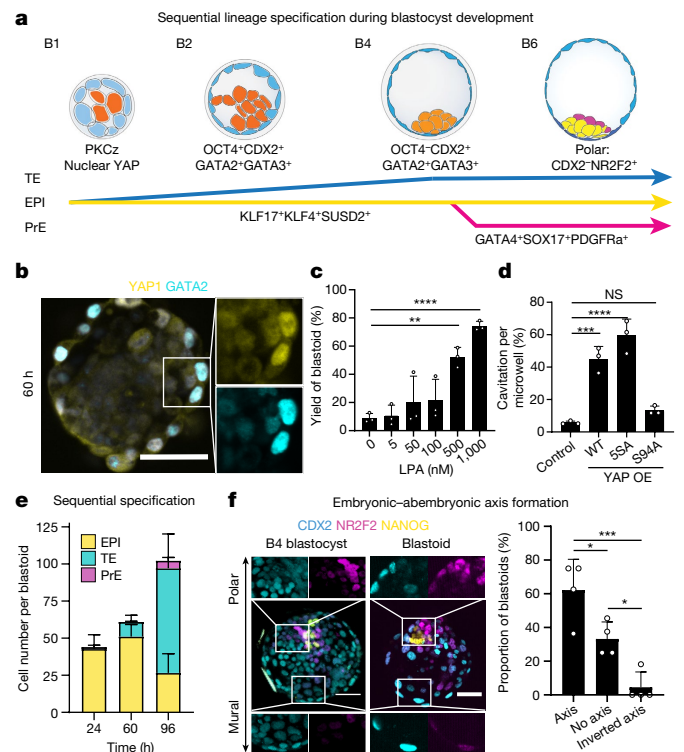 a
Sequential lineage specification during blastocyst development
B1
B2
B4
B6
PKCz
Nuclear YAP
OCT4⁺CDX2⁺
GATA2⁺GATA3⁺
OCT4⁻CDX2⁺
GATA2⁺GATA3⁺
Polar:
CDX2⁻NR2F2⁺
TE
EPI
PrE
KLF17⁺KLF4⁺SUSD2⁺
GATA4⁺SOX17⁺PDGFRa⁺
b
YAP1 GATA2
60 h
c
Yield of blastoid (%)
100
80
60
40
20
0
****
**
0
5
50
100
500
1,000
LPA (nM)
d
Cavitation per
microwell (%)
80
60
40
20
0
NS
****
***
Control
WT
5SA
S94A
YAP OE
e
Sequential specification
Cell number per blastoid
125
100
75
50
25
0
EPI
TE
PrE
24
60
96
Time (h)
f
Embryonic–abembryonic axis formation
CDX2 NR2F2 NANOG
B4 blastocyst
Blastoid
Polar
Mural
Proportion of blastoids (%)
100
80
60
40
20
0
***
*
*
Axis
No axis
Inverted axis